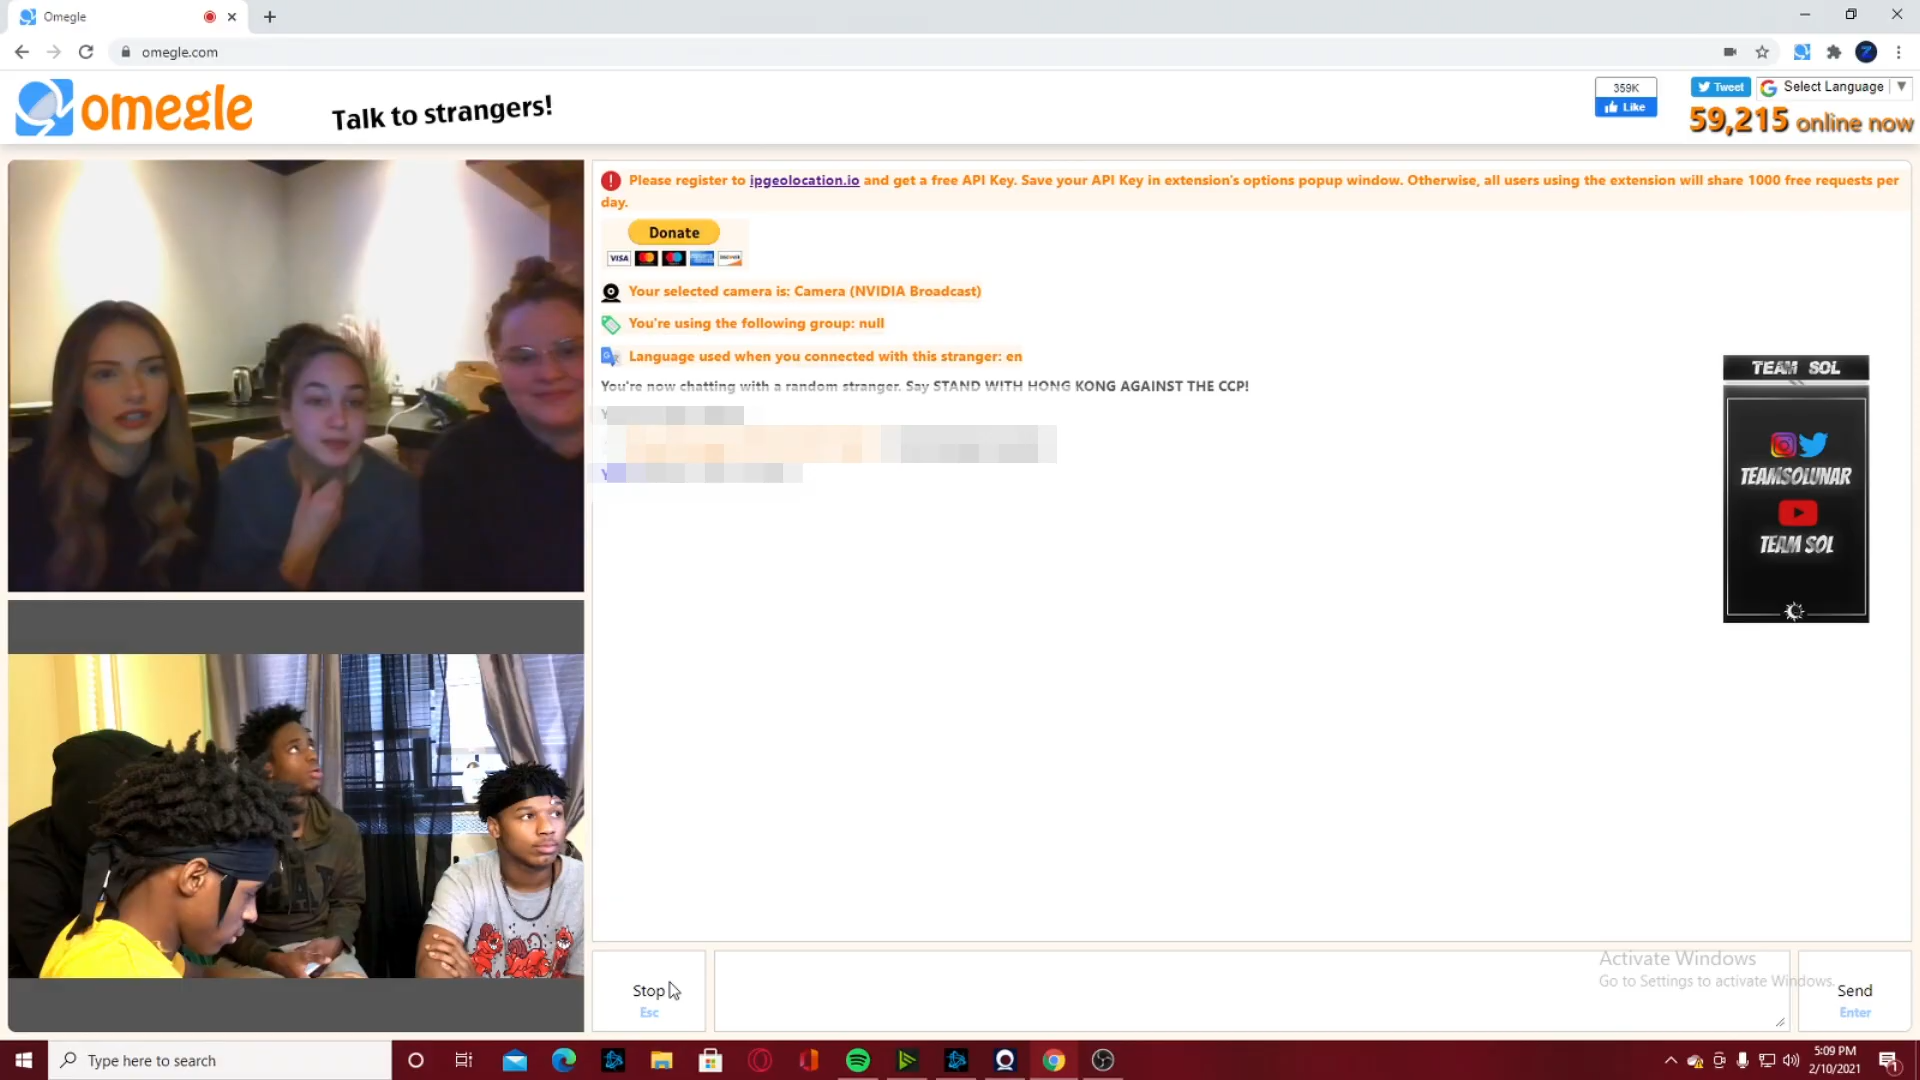 Omegle
omegle.com
omegle
Talk to strangers!
359K
Like
Tweet
Select Language
59,215 online now
Please register to ipgeolocation.io and get a free API Key. Save your API Key in extension's options popup window. Otherwise, all users using the extension will share 1000 free requests per
day.
Donate
VISA
Your selected camera is: Camera (NVIDIA Broadcast)
You're using the following group: null
Language used when you connected with this stranger: en
You're now chatting with a random stranger. Say STAND WITH HONG KONG AGAINST THE CCP!
TEAM SOL
TEAMSOLUNAR
TEAM SOL
Stop
Esc
Activate Windows
Go to Settings to activate Windows.
Send
Enter
Type here to search
5:09 PM
2/10/2021